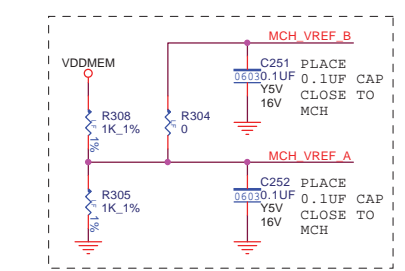 MCH_VREF_B
VDDMEM
C251
0603
0.1UF
Y5V
16V
PLACE
0.1UF CAP
CLOSE TO
MCH
R308
1K_1%
1%
R304
0
MCH_VREF_A
R305
1K_1%
1%
C252
0603
0.1UF
Y5V
16V
PLACE
0.1UF CAP
CLOSE TO
MCH